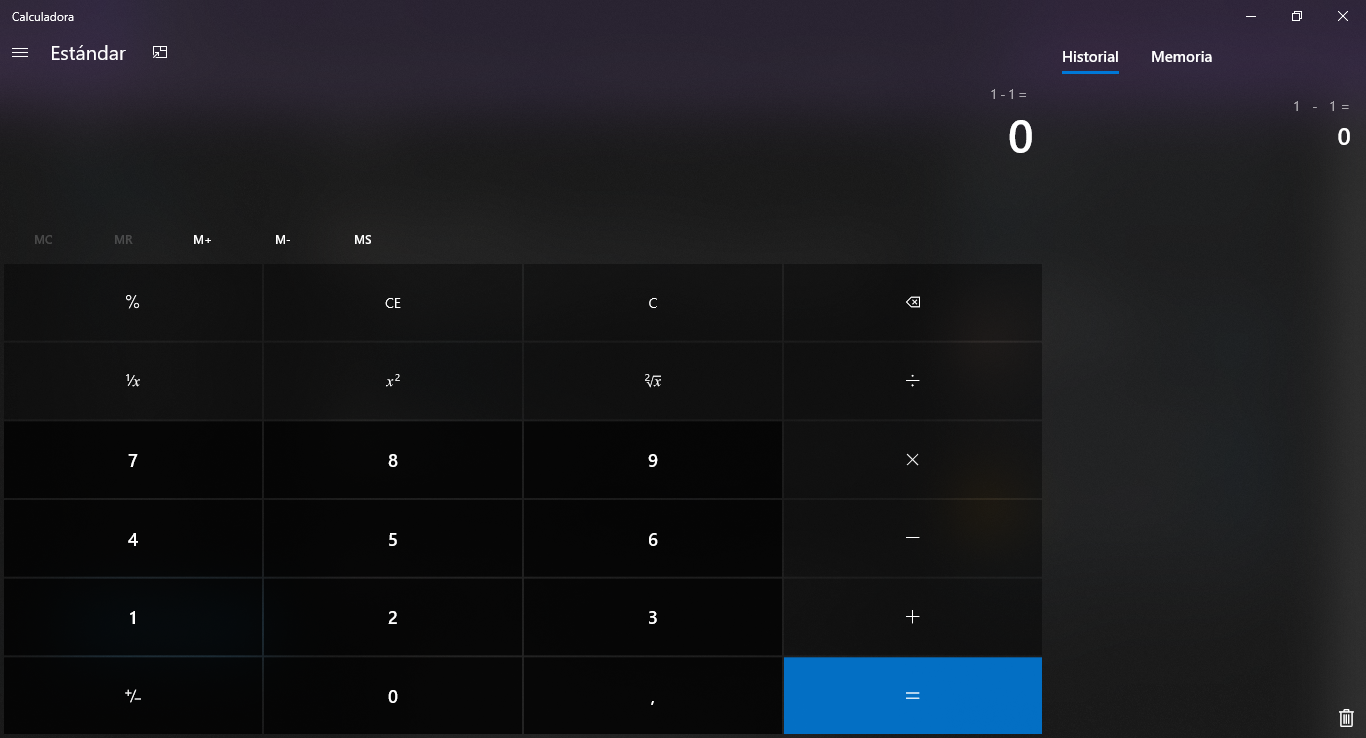 Calculadora
Estándar
Historial Memoria
1 - 1 =
0
1 - 1 =
0
MC MR M+ M- MS
% CE C
¹/x x² ²√x ÷
7 8 9 ×
4 5 6 −
1 2 3 +
+/− 0 , =